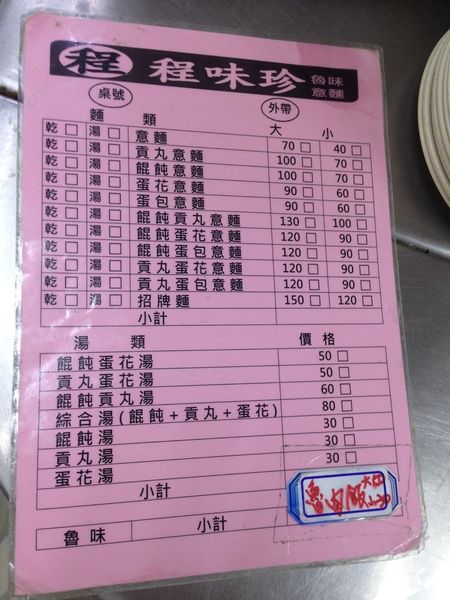 程 程味珍 魯味
意麵
桌號 外帶
麵類 大 小
乾□ 湯□ 意麵 70□ 40□
乾□ 湯□ 貢丸意麵 100□ 70□
乾□ 湯□ 餛飩意麵 100□ 70□
乾□ 湯□ 蛋花意麵 90□ 60□
乾□ 湯□ 蛋包意麵 90□ 60□
乾□ 湯□ 餛飩貢丸意麵 130□ 100□
乾□ 湯□ 餛飩蛋花意麵 120□ 90□
乾□ 湯□ 餛飩蛋包意麵 120□ 90□
乾□ 湯□ 貢丸蛋花意麵 120□ 90□
乾□ 湯□ 貢丸蛋包意麵 120□ 90□
乾□ 湯□ 招牌麵 150□ 120□
小計
湯類 價格
餛飩蛋花湯 50□
貢丸蛋花湯 50□
餛飩貢丸湯 60□
綜合湯(餛飩+貢丸+蛋花) 80□
餛飩湯 30□
貢丸湯 30□
蛋花湯 30□
小計
魯肉飯 大
小30
魯味 小計